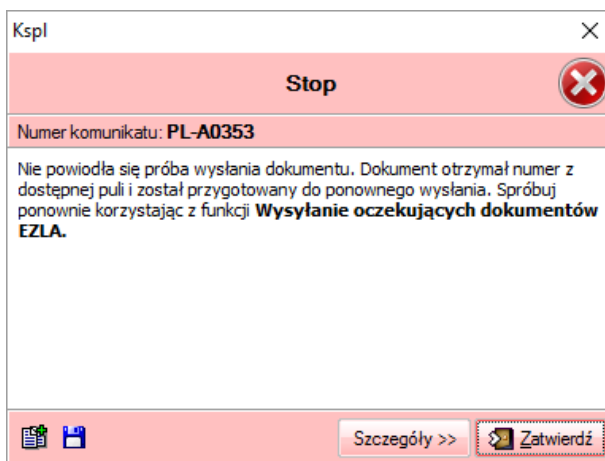 Kspl
Stop
Numer komunikatu: PL-A0353
Nie powiodła się próba wysłania dokumentu. Dokument otrzymał numer z
dostępnej puli i został przygotowany do ponownego wysłania. Spróbuj
ponownie korzystając z funkcji Wysyłanie oczekujących dokumentów
EZLA.
Szczegóły >> Zatwierdź